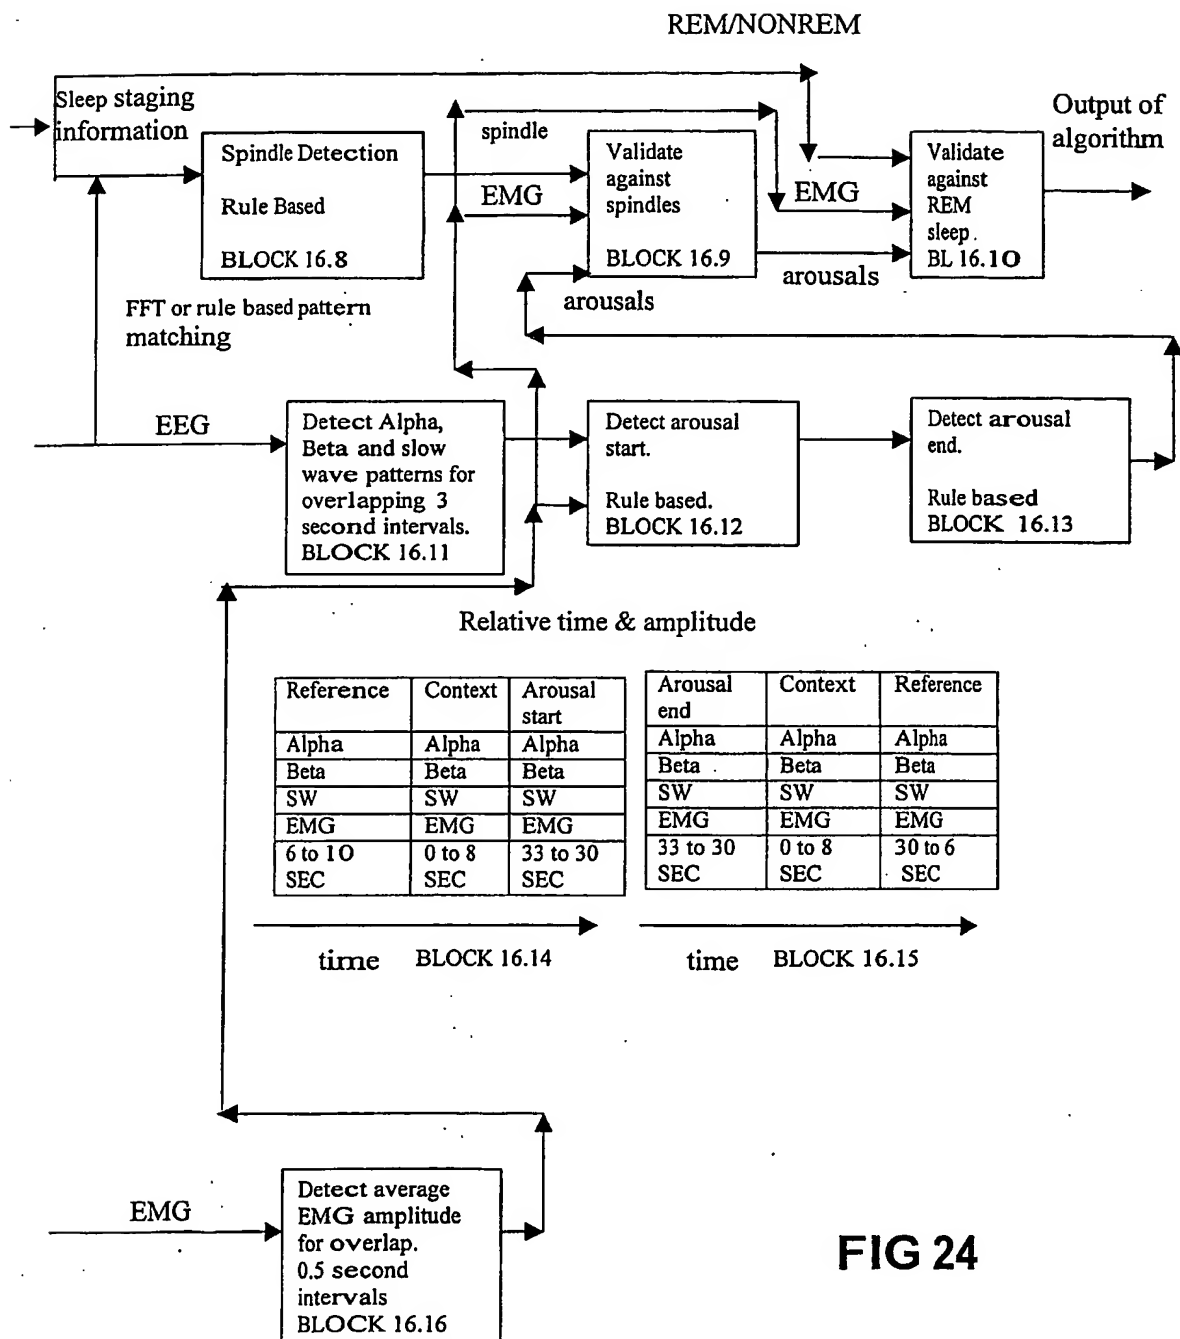 REM/NONREM
Sleep staging
information
Output of
algorithm
spindle
Spindle Detection
Rule Based
BLOCK 16.8
EMG
Validate
against
spindles
BLOCK 16.9
EMG
Validate
against
REM
sleep.
BL 16.10
arousals
arousals
FFT or rule based pattern
matching
EEG
Detect Alpha,
Beta and slow
wave patterns for
overlapping 3
second intervals.
BLOCK 16.11
Detect arousal
start.
Rule based.
BLOCK 16.12
Detect arousal
end.
Rule based
BLOCK 16.13
Relative time & amplitude
Reference Context Arousal
start
Alpha Alpha Alpha
Beta Beta Beta
SW SW SW
EMG EMG EMG
6 to 10 0 to 8 33 to 30
SEC SEC SEC
time BLOCK 16.14
Arousal Context Reference
end
Alpha Alpha Alpha
Beta Beta Beta
SW SW SW
EMG EMG EMG
33 to 30 0 to 8 30 to 6
SEC SEC SEC
time BLOCK 16.15
EMG
Detect average
EMG amplitude
for overlap.
0.5 second
intervals
BLOCK 16.16
FIG 24